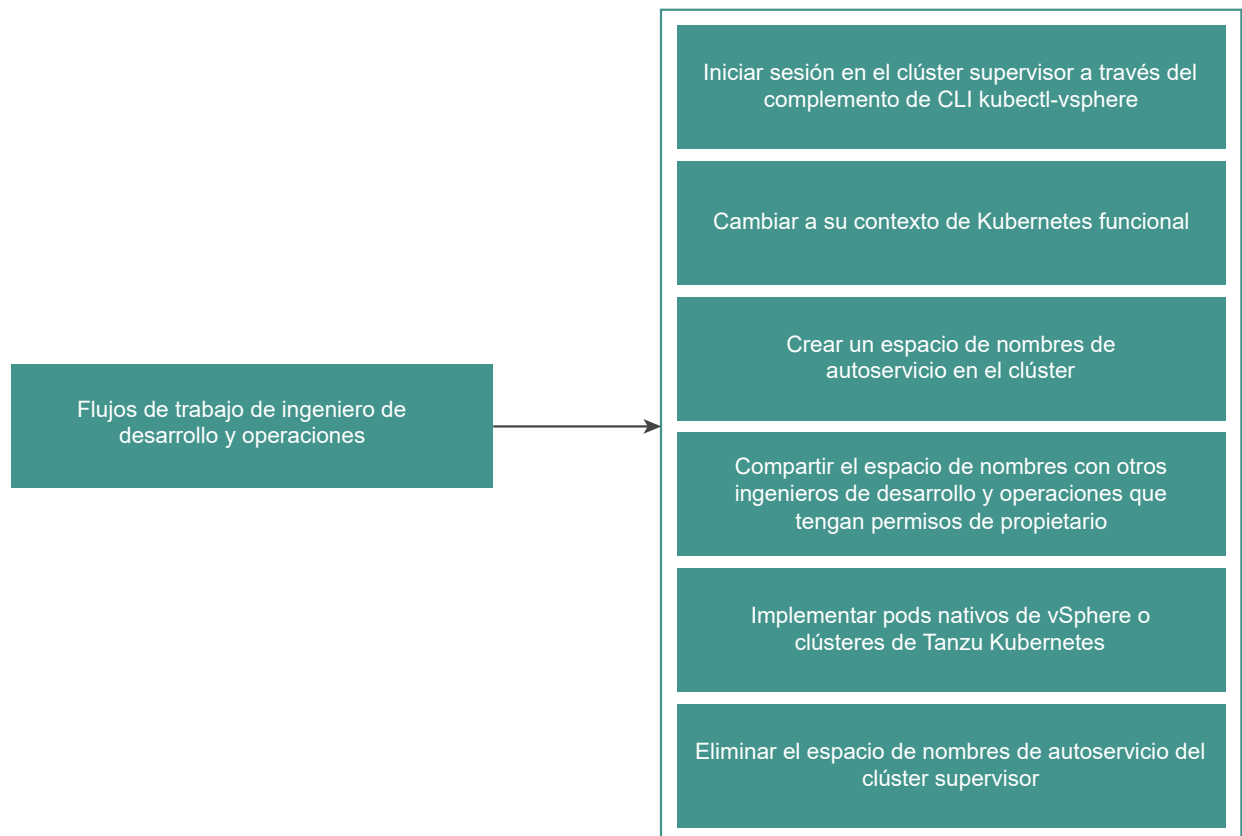 Flujos de trabajo de ingeniero de
desarrollo y operaciones
Iniciar sesión en el clúster supervisor a través del
complemento de CLI kubectl-vsphere
Cambiar a su contexto de Kubernetes funcional
Crear un espacio de nombres de
autoservicio en el clúster
Compartir el espacio de nombres con otros
ingenieros de desarrollo y operaciones que
tengan permisos de propietario
Implementar pods nativos de vSphere o
clústeres de Tanzu Kubernetes
Eliminar el espacio de nombres de autoservicio del
clúster supervisor